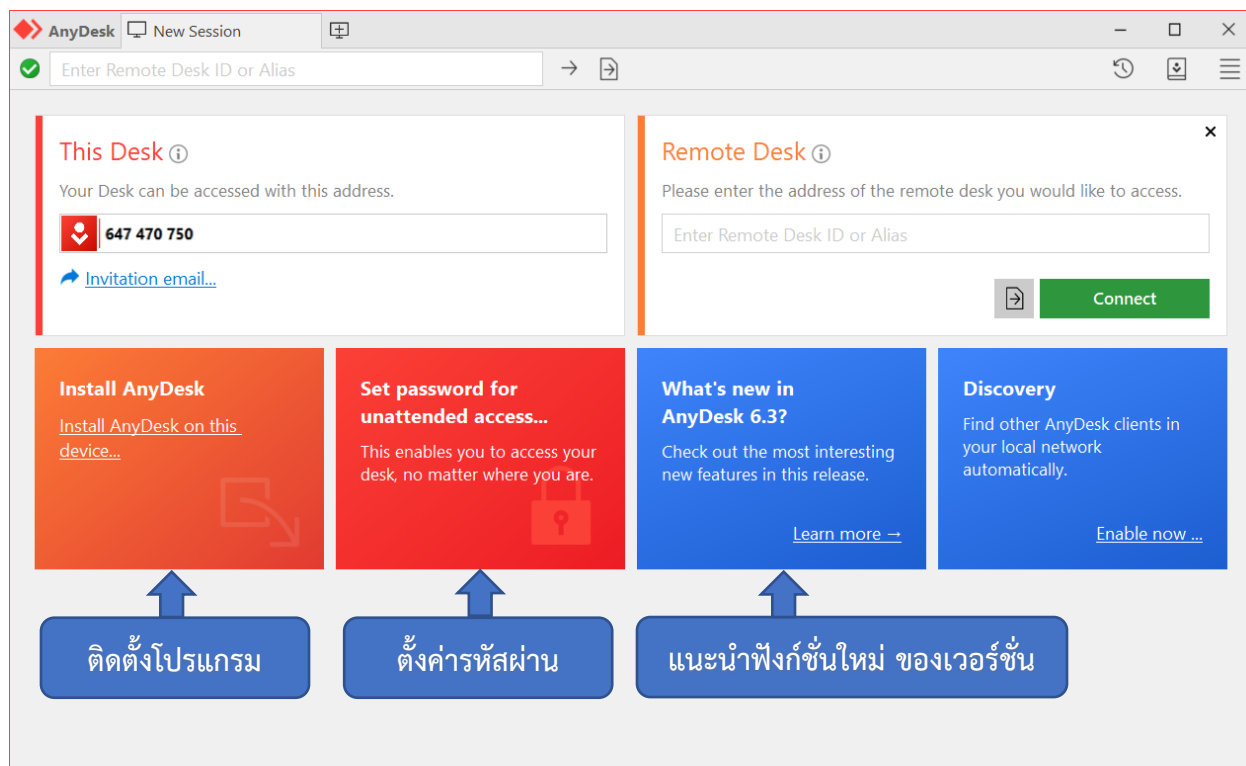 AnyDesk New Session
Enter Remote Desk ID or Alias
This Desk
Your Desk can be accessed with this address.
647 470 750
Invitation email...
Remote Desk
Please enter the address of the remote desk you would like to access.
Enter Remote Desk ID or Alias
Connect
Install AnyDesk
Install AnyDesk on this
device...
Set password for
unattended access...
This enables you to access your
desk, no matter where you are.
What's new in
AnyDesk 6.3?
Check out the most interesting
new features in this release.
Learn more →
Discovery
Find other AnyDesk clients in
your local network
automatically.
Enable now ...
ติดตั้งโปรแกรม
ตั้งค่ารหัสผ่าน
แนะนำฟังก์ชั่นใหม่ ของเวอร์ชั่น